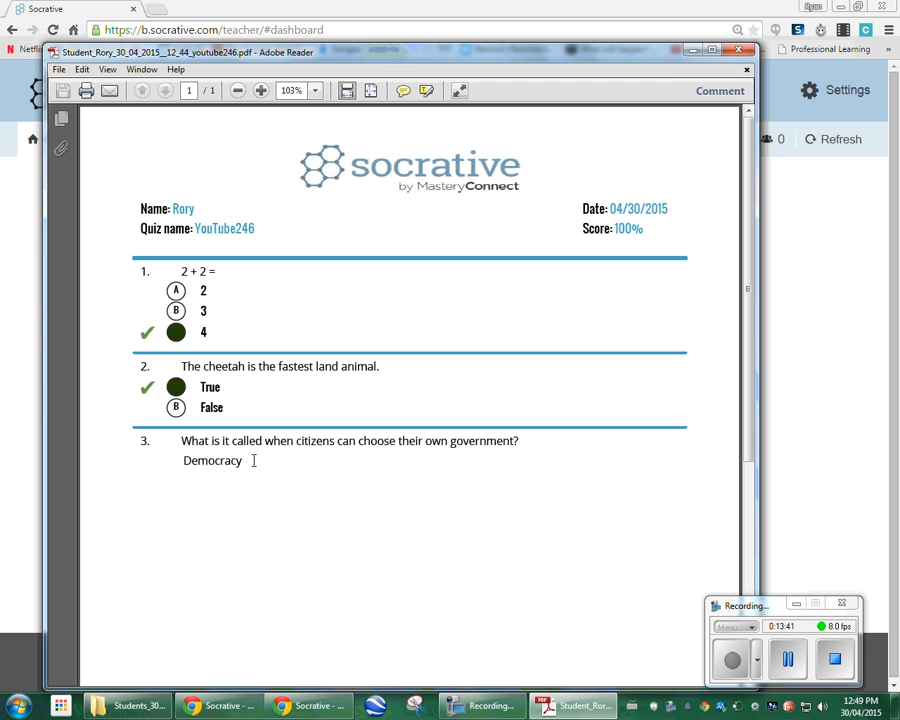 Socrative
Ryan
https://b.socrative.com/teacher/#dashboard
Netfli
Professional Learning
Student_Rory_30_04_2015__12_44_youtube246.pdf - Adobe Reader
File Edit View Window Help
1 / 1 103% Comment
Settings
0 Refresh
socrative
by MasteryConnect
Name: Rory Date: 04/30/2015
Quiz name: YouTube246 Score: 100%
1. 2 + 2 =
A 2
B 3
4
2. The cheetah is the fastest land animal.
True
B False
3. What is it called when citizens can choose their own government?
Democracy
Recording...
Menu... 0:13:41 8.0 fps
Students_30... Socrative - ... Socrative - ... Recording... Student_Ror...
12:49 PM
30/04/2015